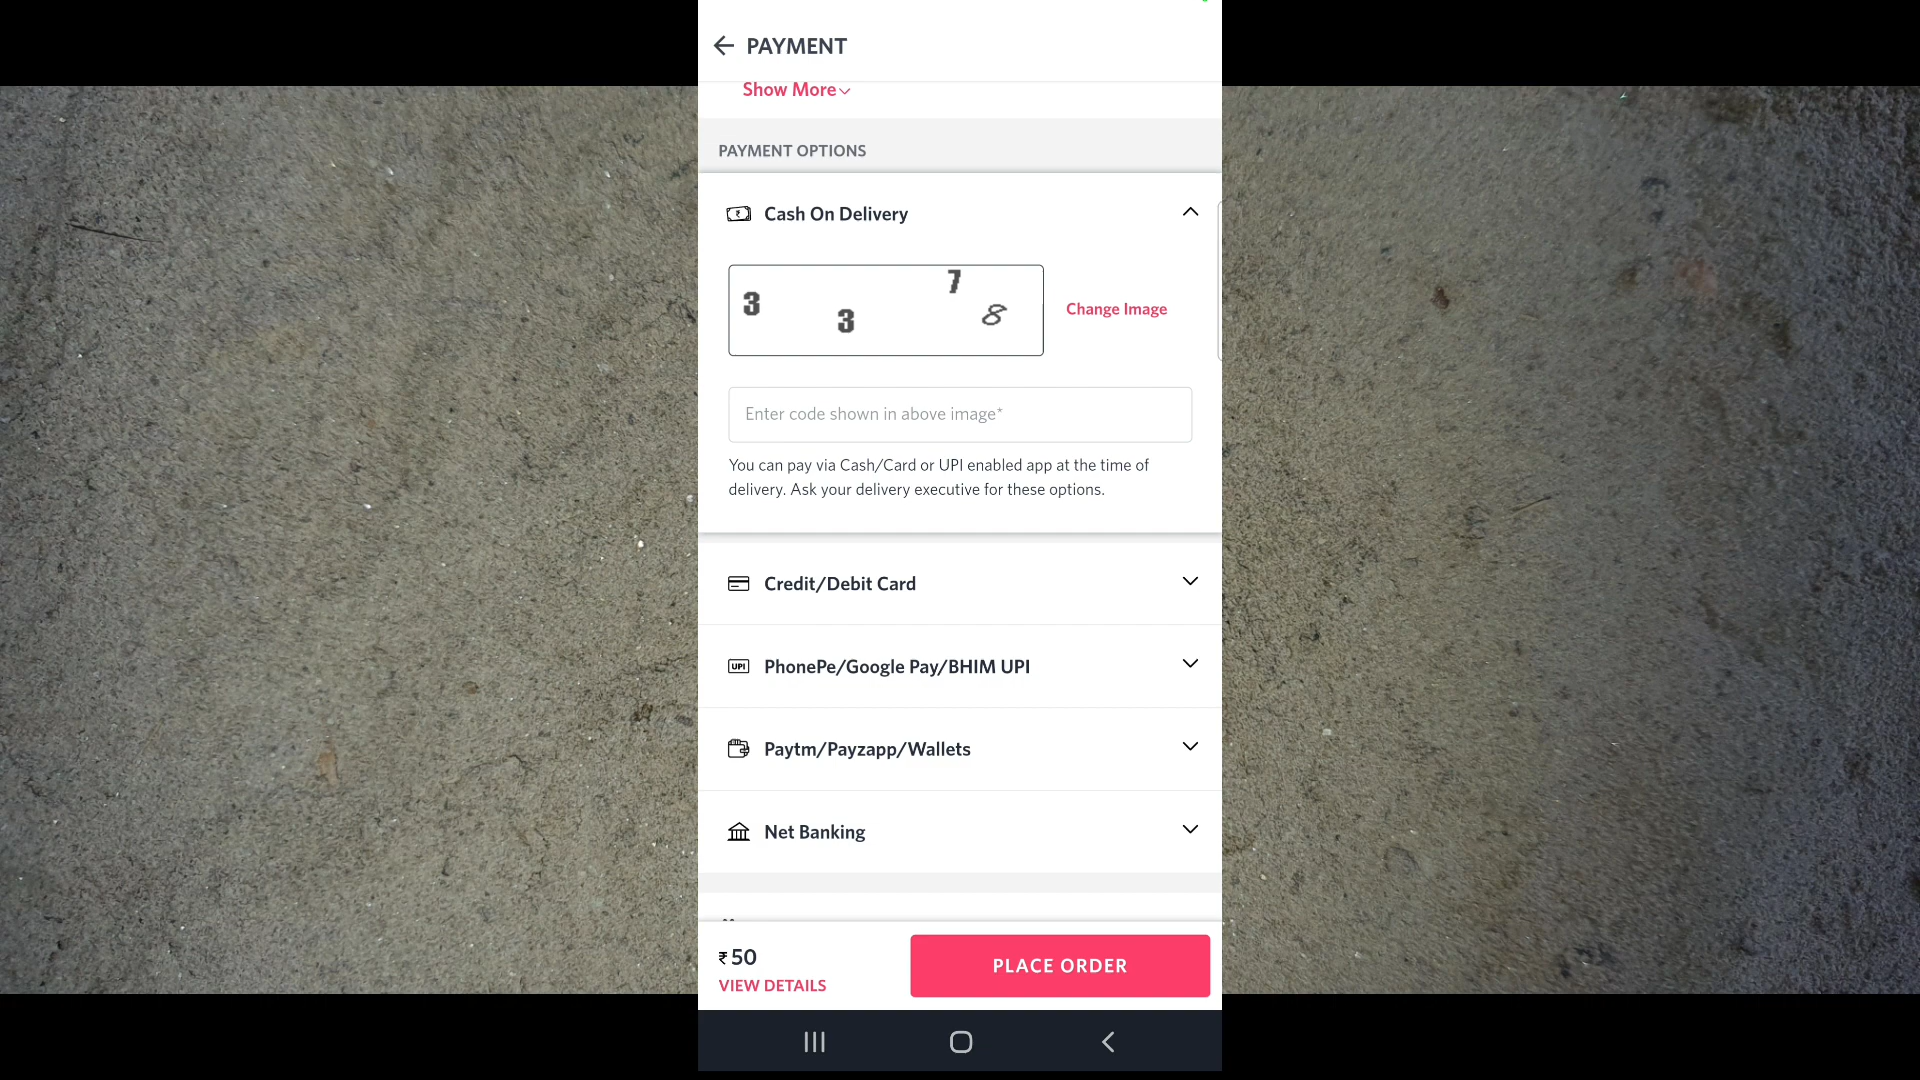 PAYMENT
Show More
PAYMENT OPTIONS
₹ Cash On Delivery
3 3 7 8
Change Image
Enter code shown in above image*
You can pay via Cash/Card or UPI enabled app at the time of
delivery. Ask your delivery executive for these options.
Credit/Debit Card
UPI PhonePe/Google Pay/BHIM UPI
Paytm/Payzapp/Wallets
Net Banking
₹50
VIEW DETAILS
PLACE ORDER